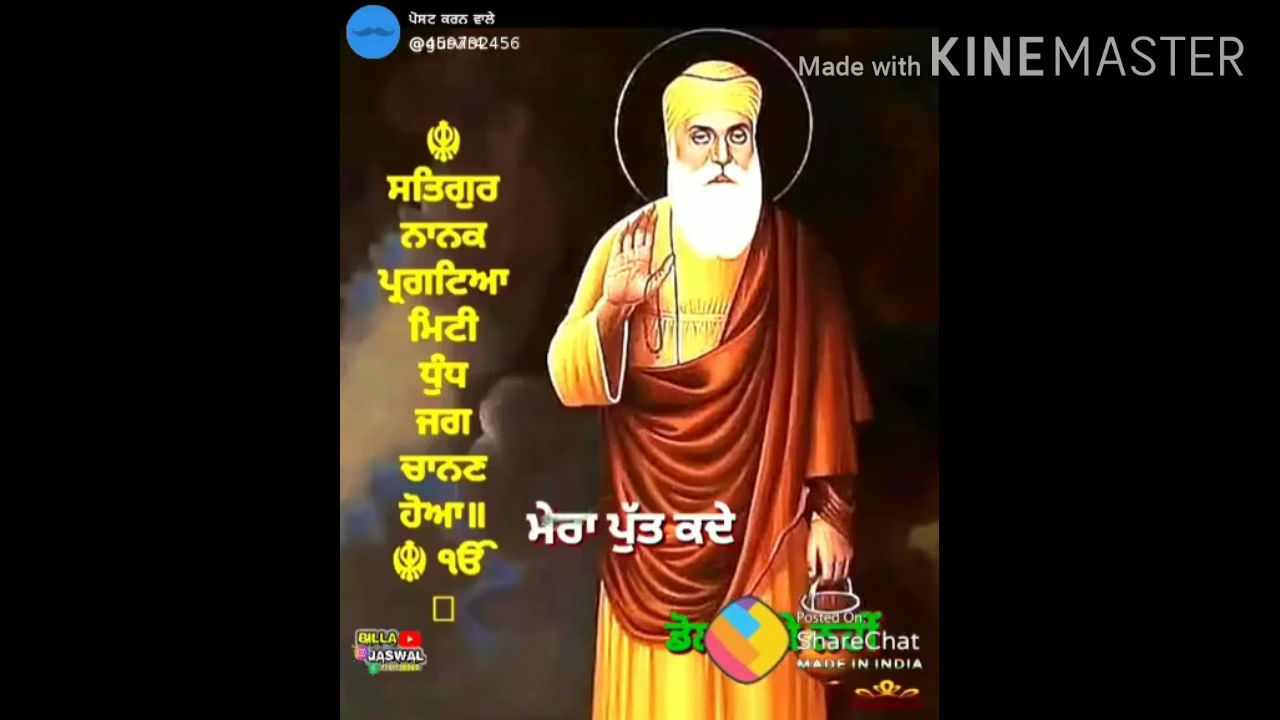 ਪੋਸਟ ਕਰਨ ਵਾਲੇ
Made with KINEMASTER
ਸਤਿਗੁਰ
ਨਾਨਕ
ਪ੍ਰਗਟਿਆ
ਮਿਟੀ
ਧੁੰਧ
ਜਗ
ਚਾਨਣ
ਹੋਆ॥
ੴ
ਮੇਰਾ ਪੁੱਤ ਕਦੇ
Posted On:
ShareChat
MADE IN INDIA
BILLA
JASWAL